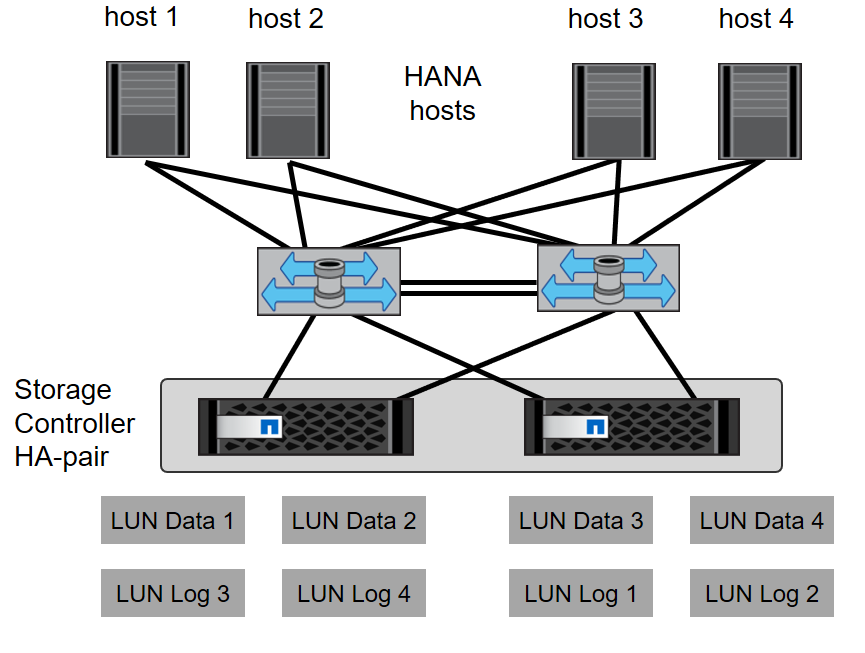 host 1
host 2
host 3
host 4
HANA
hosts
Storage
Controller
HA-pair
LUN Data 1
LUN Data 2
LUN Data 3
LUN Data 4
LUN Log 3
LUN Log 4
LUN Log 1
LUN Log 2